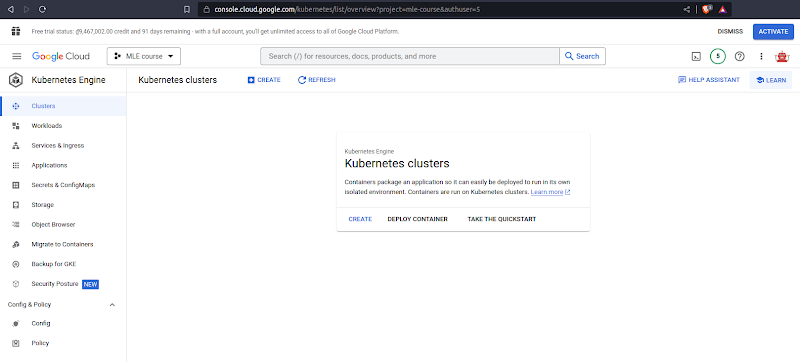 console.cloud.google.com/kubernetes/list/overview?project=mle-course&authuser=5
Free trial status: ₫9,467,002.00 credit and 91 days remaining - with a full account, you'll get unlimited access to all of Google Cloud Platform.
DISMISS
ACTIVATE
Google Cloud
MLE course
Search (/) for resources, docs, products, and more
Search
5
Kubernetes Engine
Kubernetes clusters
CREATE
REFRESH
HELP ASSISTANT
LEARN
Clusters
Workloads
Services & Ingress
Applications
Secrets & ConfigMaps
Storage
Object Browser
Migrate to Containers
Backup for GKE
Security Posture NEW
Config & Policy
Config
Policy
Kubernetes Engine
Kubernetes clusters
Containers package an application so it can easily be deployed to run in its own
isolated environment. Containers are run on Kubernetes clusters. Learn more
CREATE
DEPLOY CONTAINER
TAKE THE QUICKSTART